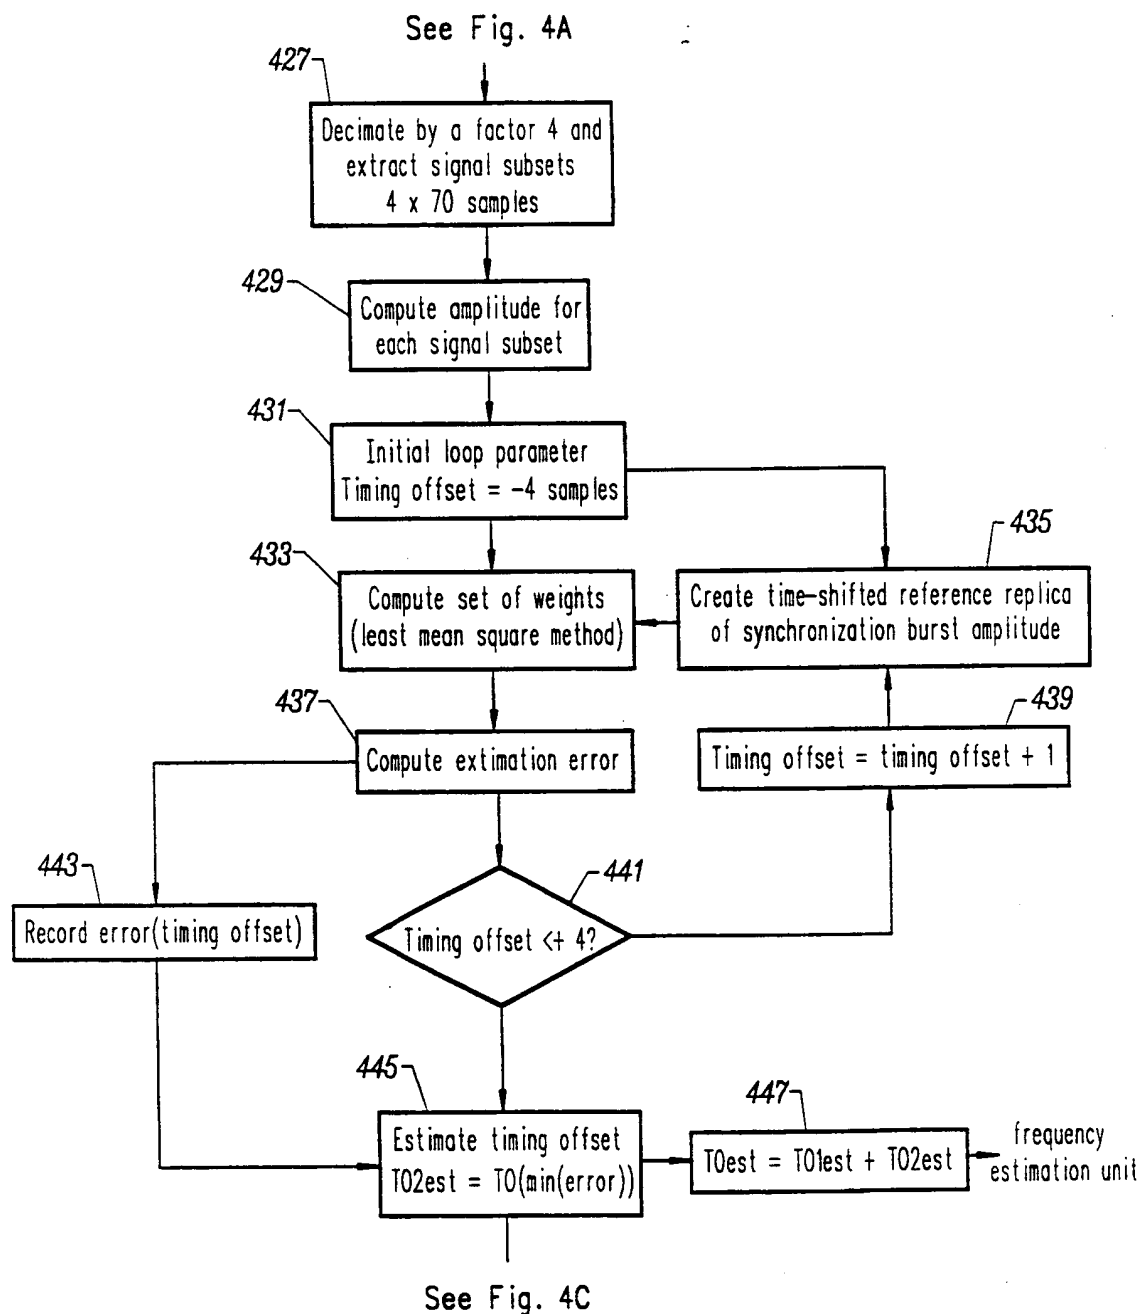 See Fig. 4A
427
Decimate by a factor 4 and
extract signal subsets
4 x 70 samples
429
Compute amplitude for
each signal subset
431
Initial loop parameter
Timing offset = -4 samples
433
Compute set of weights
(least mean square method)
435
Create time-shifted reference replica
of synchronization burst amplitude
437
Compute extimation error
439
Timing offset = timing offset + 1
443
Record error(timing offset)
441
Timing offset <+ 4?
445
Estimate timing offset
TO2est = TO(min(error))
447
TOest = TO1est + TO2est
frequency
estimation unit
See Fig. 4C